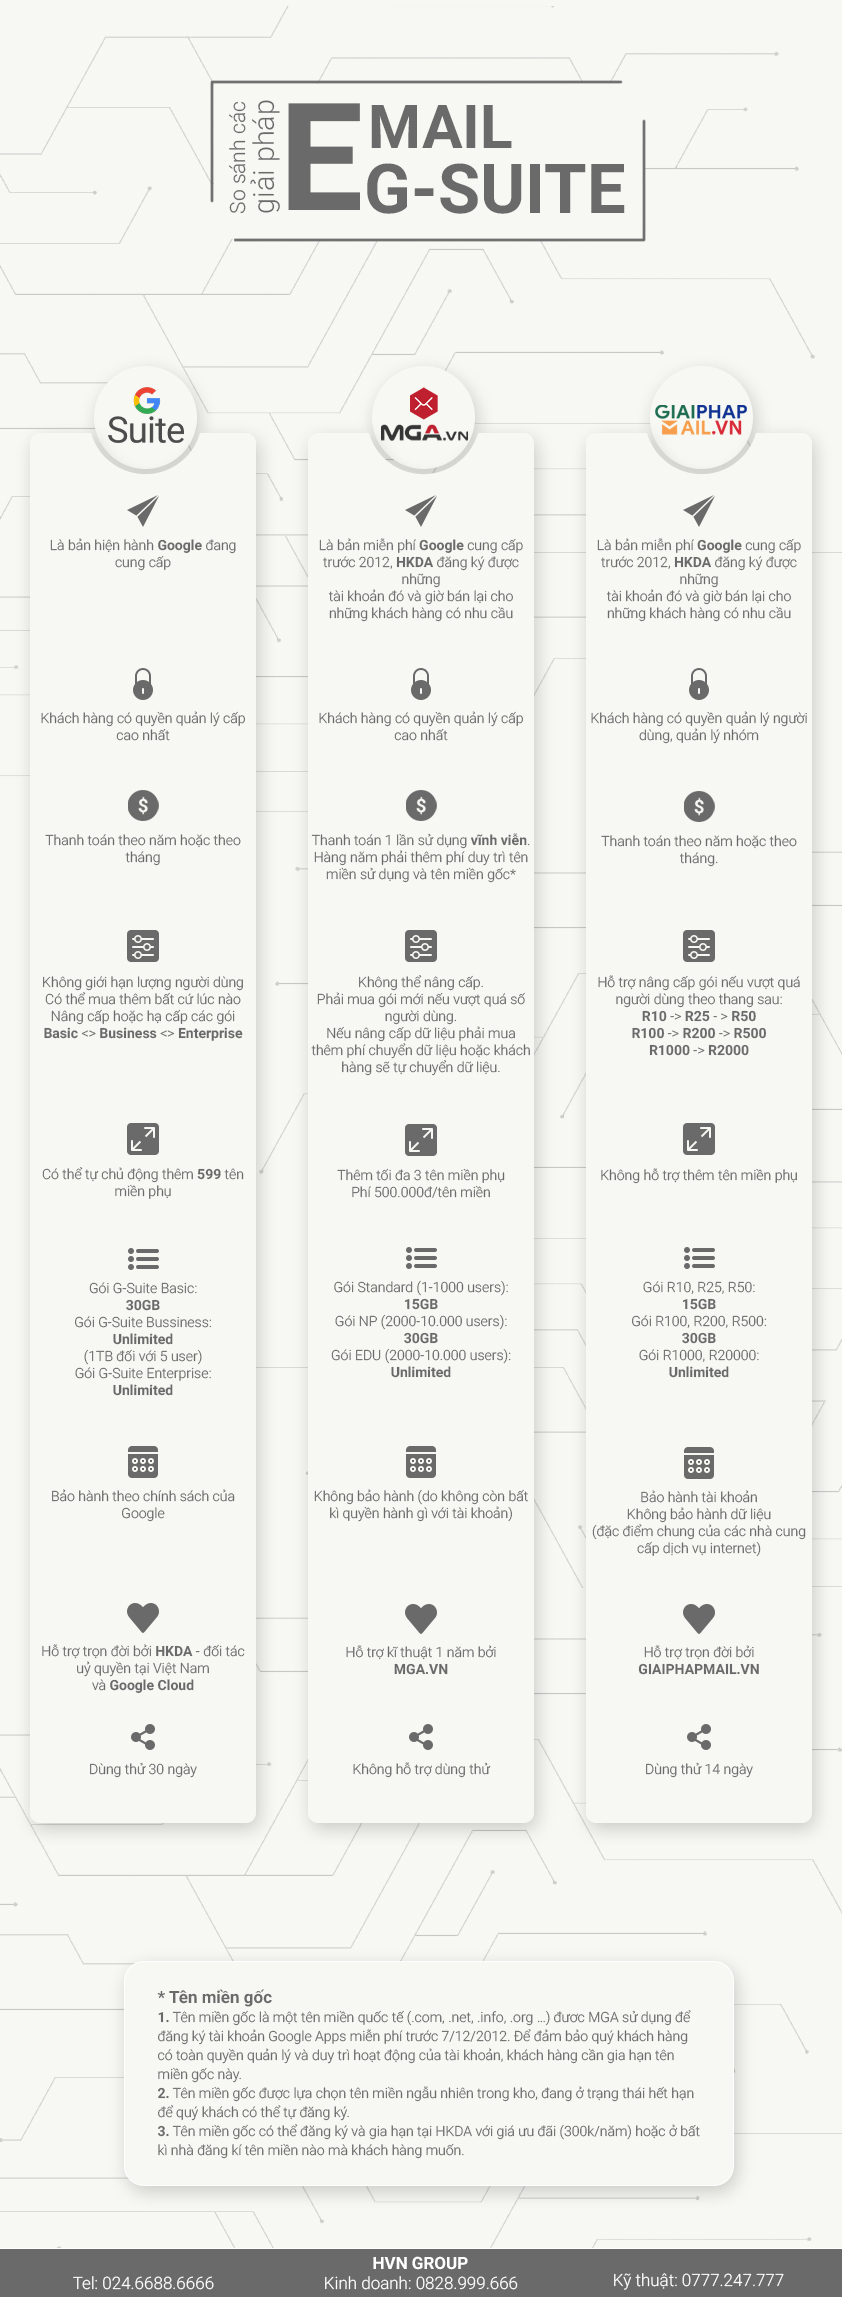 So sánh các
giải pháp
EMAIL
G-SUITE
G
Suite
Là bản hiện hành Google đang
cung cấp
Khách hàng có quyền quản lý cấp
cao nhất
$
Thanh toán theo năm hoặc theo
tháng
Không giới hạn lượng người dùng
Có thể mua thêm bất cứ lúc nào
Nâng cấp hoặc hạ cấp các gói
Basic <> Business <> Enterprise
Có thể tự chủ động thêm 599 tên
miền phụ
Gói G-Suite Basic:
30GB
Gói G-Suite Bussiness:
Unlimited
(1TB đối với 5 user)
Gói G-Suite Enterprise:
Unlimited
Bảo hành theo chính sách của
Google
Hỗ trợ trọn đời bởi HKDA - đối tác
uỷ quyền tại Việt Nam
và Google Cloud
Dùng thử 30 ngày
MGA.VN
Là bản miễn phí Google cung cấp
trước 2012, HKDA đăng ký được
những
tài khoản đó và giờ bán lại cho
những khách hàng có nhu cầu
Khách hàng có quyền quản lý cấp
cao nhất
$
Thanh toán 1 lần sử dụng vĩnh viễn.
Hàng năm phải thêm phí duy trì tên
miền sử dụng và tên miền gốc*
Không thể nâng cấp.
Phải mua gói mới nếu vượt quá số
người dùng.
Nếu nâng cấp dữ liệu phải mua
thêm phí chuyển dữ liệu hoặc khách
hàng sẽ tự chuyển dữ liệu.
Thêm tối đa 3 tên miền phụ
Phí 500.000đ/tên miền
Gói Standard (1-1000 users):
15GB
Gói NP (2000-10.000 users):
30GB
Gói EDU (2000-10.000 users):
Unlimited
Không bảo hành (do không còn bất
kì quyền hành gì với tài khoản)
Hỗ trợ kĩ thuật 1 năm bởi
MGA.VN
Không hỗ trợ dùng thử
GIAIPHAP
MAIL.VN
Là bản miễn phí Google cung cấp
trước 2012, HKDA đăng ký được
những
tài khoản đó và giờ bán lại cho
những khách hàng có nhu cầu
Khách hàng có quyền quản lý người
dùng, quản lý nhóm
$
Thanh toán theo năm hoặc theo
tháng.
Hỗ trợ nâng cấp gói nếu vượt quá
người dùng theo thang sau:
R10 -> R25 - > R50
R100 -> R200 -> R500
R1000 -> R2000
Không hỗ trợ thêm tên miền phụ
Gói R10, R25, R50:
15GB
Gói R100, R200, R500:
30GB
Gói R1000, R20000:
Unlimited
Bảo hành tài khoản
Không bảo hành dữ liệu
(đặc điểm chung của các nhà cung
cấp dịch vụ internet)
Hỗ trợ trọn đời bởi
GIAIPHAPMAIL.VN
Dùng thử 14 ngày
* Tên miền gốc
1. Tên miền gốc là một tên miền quốc tế (.com, .net, .info, .org ...) đươc MGA sử dụng để
đăng ký tài khoản Google Apps miễn phí trước 7/12/2012. Để đảm bảo quý khách hàng
có toàn quyền quản lý và duy trì hoạt động của tài khoản, khách hàng cần gia hạn tên
miền gốc này.
2. Tên miền gốc được lựa chọn tên miền ngẫu nhiên trong kho, đang ở trạng thái hết hạn
để quý khách có thể tự đăng ký.
3. Tên miền gốc có thể đăng ký và gia hạn tại HKDA với giá ưu đãi (300k/năm) hoặc ở bất
kì nhà đăng kí tên miền nào mà khách hàng muốn.
HVN GROUP
Tel: 024.6688.6666
Kinh doanh: 0828.999.666
Kỹ thuật: 0777.247.777